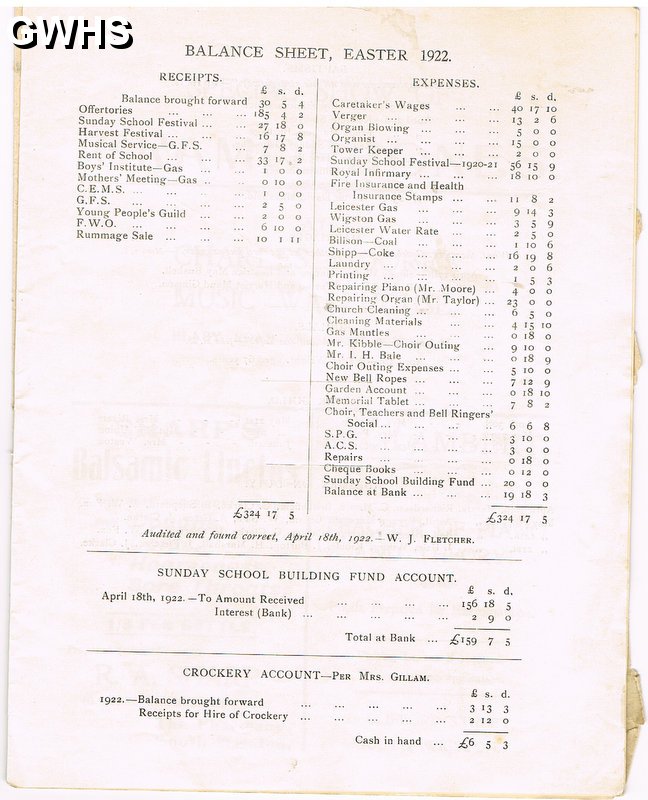 GWHS
BALANCE SHEET, EASTER 1922.
RECEIPTS.
£ s. d.
Balance brought forward 30 5 4
Offertories ... ... ... 185 4 2
Sunday School Festival ... ... 27 18 0
Harvest Festival ... ... ... 16 17 8
Musical Service—G.F.S. 7 8 2
Rent of School ... ... ... 33 17 2
Boys' Institute—Gas ... 1 0 0
Mothers' Meeting—Gas .. .. 0 10 0
C.E.M.S. ... ... ... 1 0 0
G.F.S. ... ... ... ... 2 5 0
Young People's Guild ... ... 2 0 0
F.W.O. ... ... ... ... 6 10 0
Rummage Sale ... ... ... 10 1 11
£324 17 5
EXPENSES.
£ s. d.
Caretaker's Wages ... ... 40 17 10
Verger ... ... ... ... 13 2 6
Organ Blowing ... ... ... 5 0 0
Organist ... ... ... ... 15 0 0
Tower Keeper ... ... ... 2 0 0
Sunday School Festival—1920-21 56 15 9
Royal Infirmary ... ... ... 18 10 0
Fire Insurance and Health
Insurance Stamps ... ... 11 8 2
Leicester Gas ... ... ... 9 14 3
Wigston Gas ... ... ... 3 5 9
Leicester Water Rate ... ... 2 5 0
Bilison—Coal ... ... ... 1 10 6
Shipp—Coke ... ... ... 16 19 8
Laundry ... ... ... ... 2 0 6
Printing ... ... ... ... 1 5 3
Repairing Piano (Mr. Moore) ... 4 0 0
Repairing Organ (Mr. Taylor) ... 23 0 0
Church Cleaning ... ... ... 6 5 0
Cleaning Materials ... ... 4 15 10
Gas Mantles ... ... ... 0 18 0
Mr. Kibble—Choir Outing ... 9 10 0
Mr. I. H. Bale ... ... ... 0 18 9
Choir Outing Expenses ... ... 5 10 0
New Bell Ropes ... ... ... 7 12 9
Garden Account ... ... ... 0 18 10
Memorial Tablet ... ... ... 7 8 2
Choir, Teachers and Bell Ringers'
Social ... ... ... ... 6 6 8
S.P.G. ... ... ... ... 3 10 0
A.C.S. ... ... ... ... 3 0 0
Repairs ... ... ... ... 0 18 0
Cheque Books ... ... ... 0 12 0
Sunday School Building Fund ... 20 0 0
Balance at Bank ... ... ... 19 18 3
£324 17 5
Audited and found correct, April 18th, 1922.— W. J. FLETCHER.
SUNDAY SCHOOL BUILDING FUND ACCOUNT.
£ s. d.
April 18th, 1922.—To Amount Received ... ... ... ... 156 18 5
Interest (Bank) ... ... ... ... ... 2 9 0
Total at Bank ... £159 7 5
CROCKERY ACCOUNT—PER MRS. GILLAM.
£ s. d.
1922.—Balance brought forward ... ... ... ... ... 3 13 3
Receipts for Hire of Crockery ... ... ... ... ... 2 12 0
Cash in hand ... £6 5 3